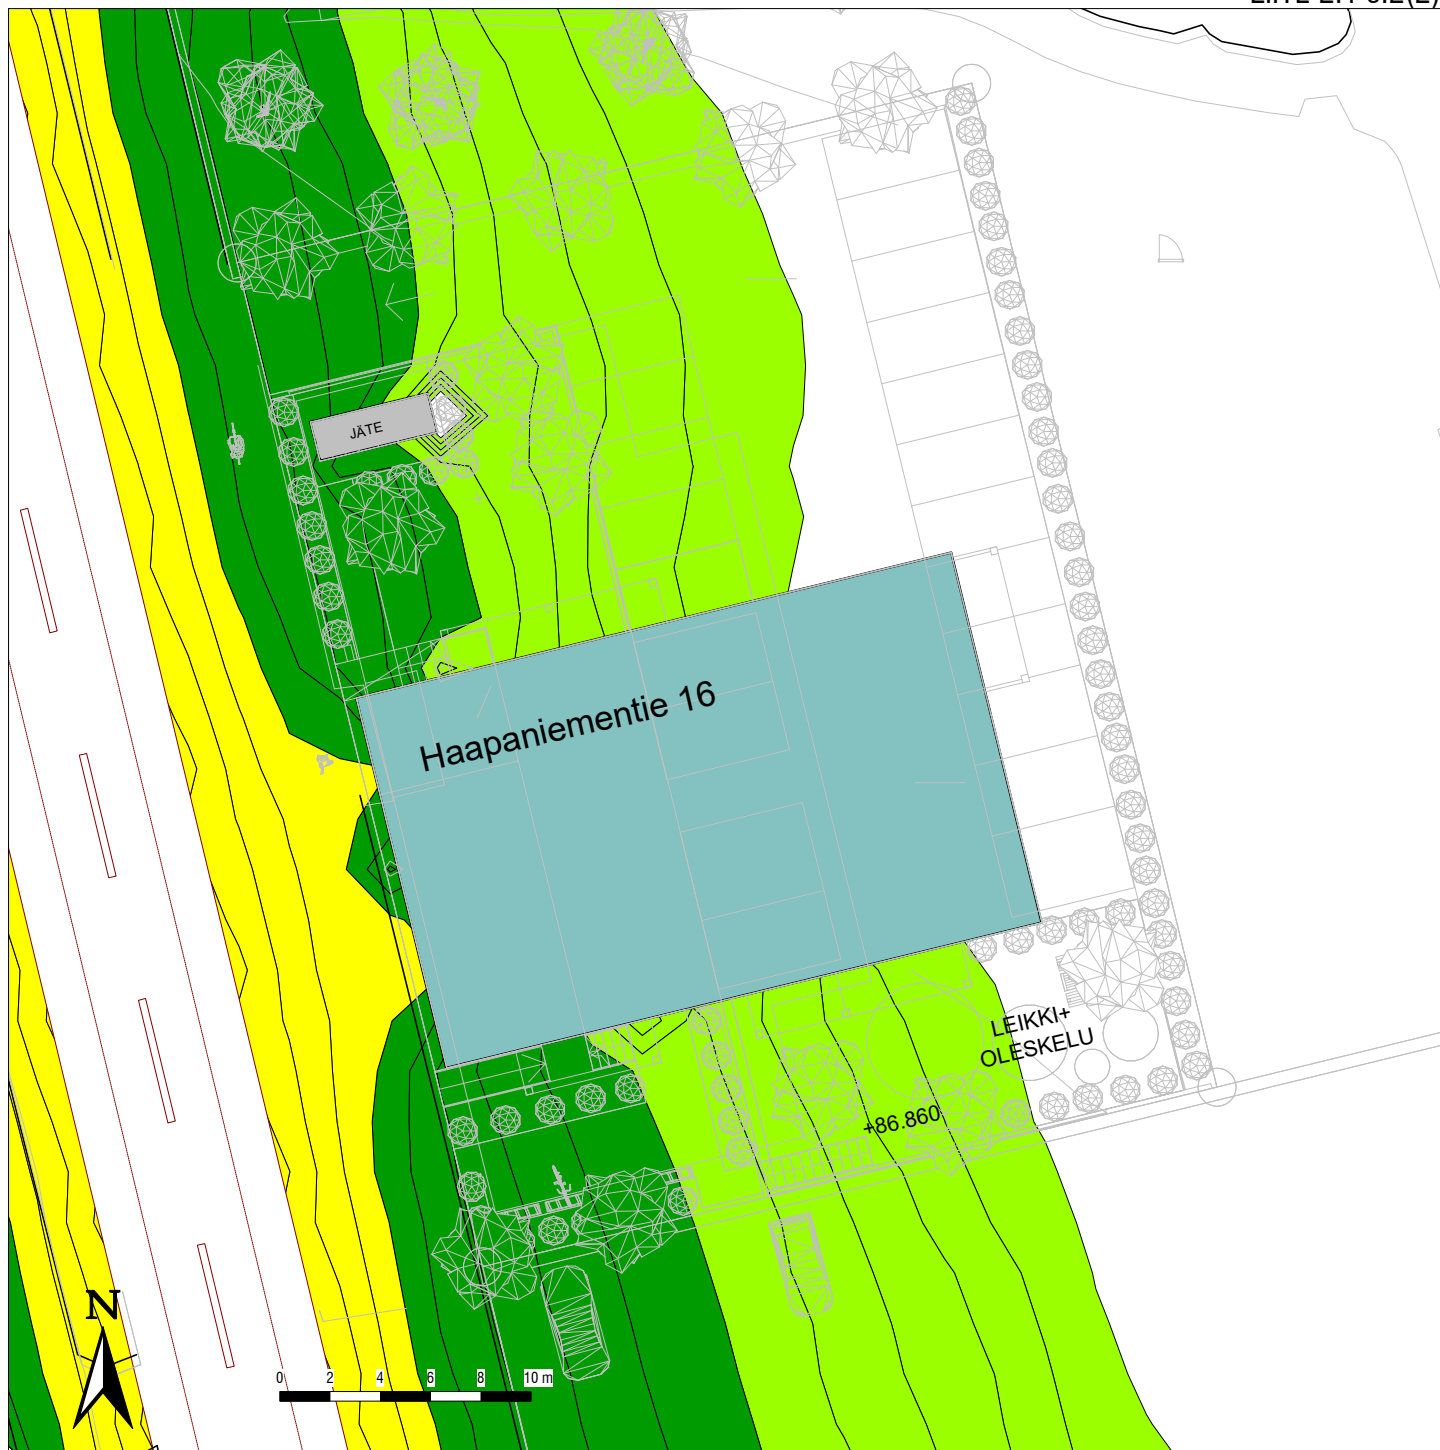 JÄTE
Haapaniementie 16
LEIKKI+
OLESKELU
+86.860
N
0 2 4 6 8 10 m